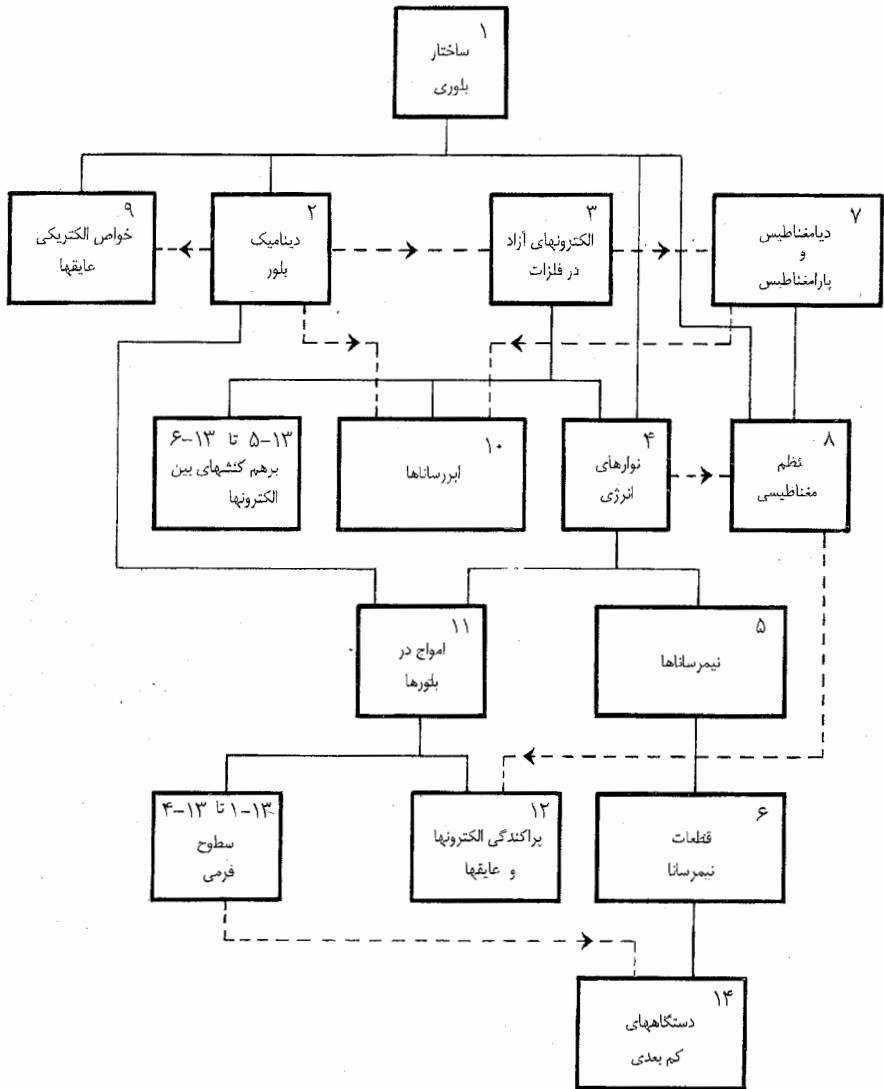 ۱
ساختار
بلوری
۹
خواص الکتریکی
عایقها
۲
دینامیک
بلور
۳
الکترونهای آزاد
در فلزات
۷
دیامغناطیس
و
پارامغناطیس
۱۳-۵ تا ۱۳-۶
برهم کنشهای بین
الکترونها
۱۰
ابررساناها
۴
نوارهای
انرژی
۸
نظم
مغناطیسی
۱۱
امواج در
بلورها
۵
نیمرساناها
۱۳-۱ تا ۱۳-۴
سطوح
فرمی
۱۲
پراکندگی الکترونها
و عایقها
۶
قطعات
نیمرسانا
۱۴
دستگاههای
کم بعدی